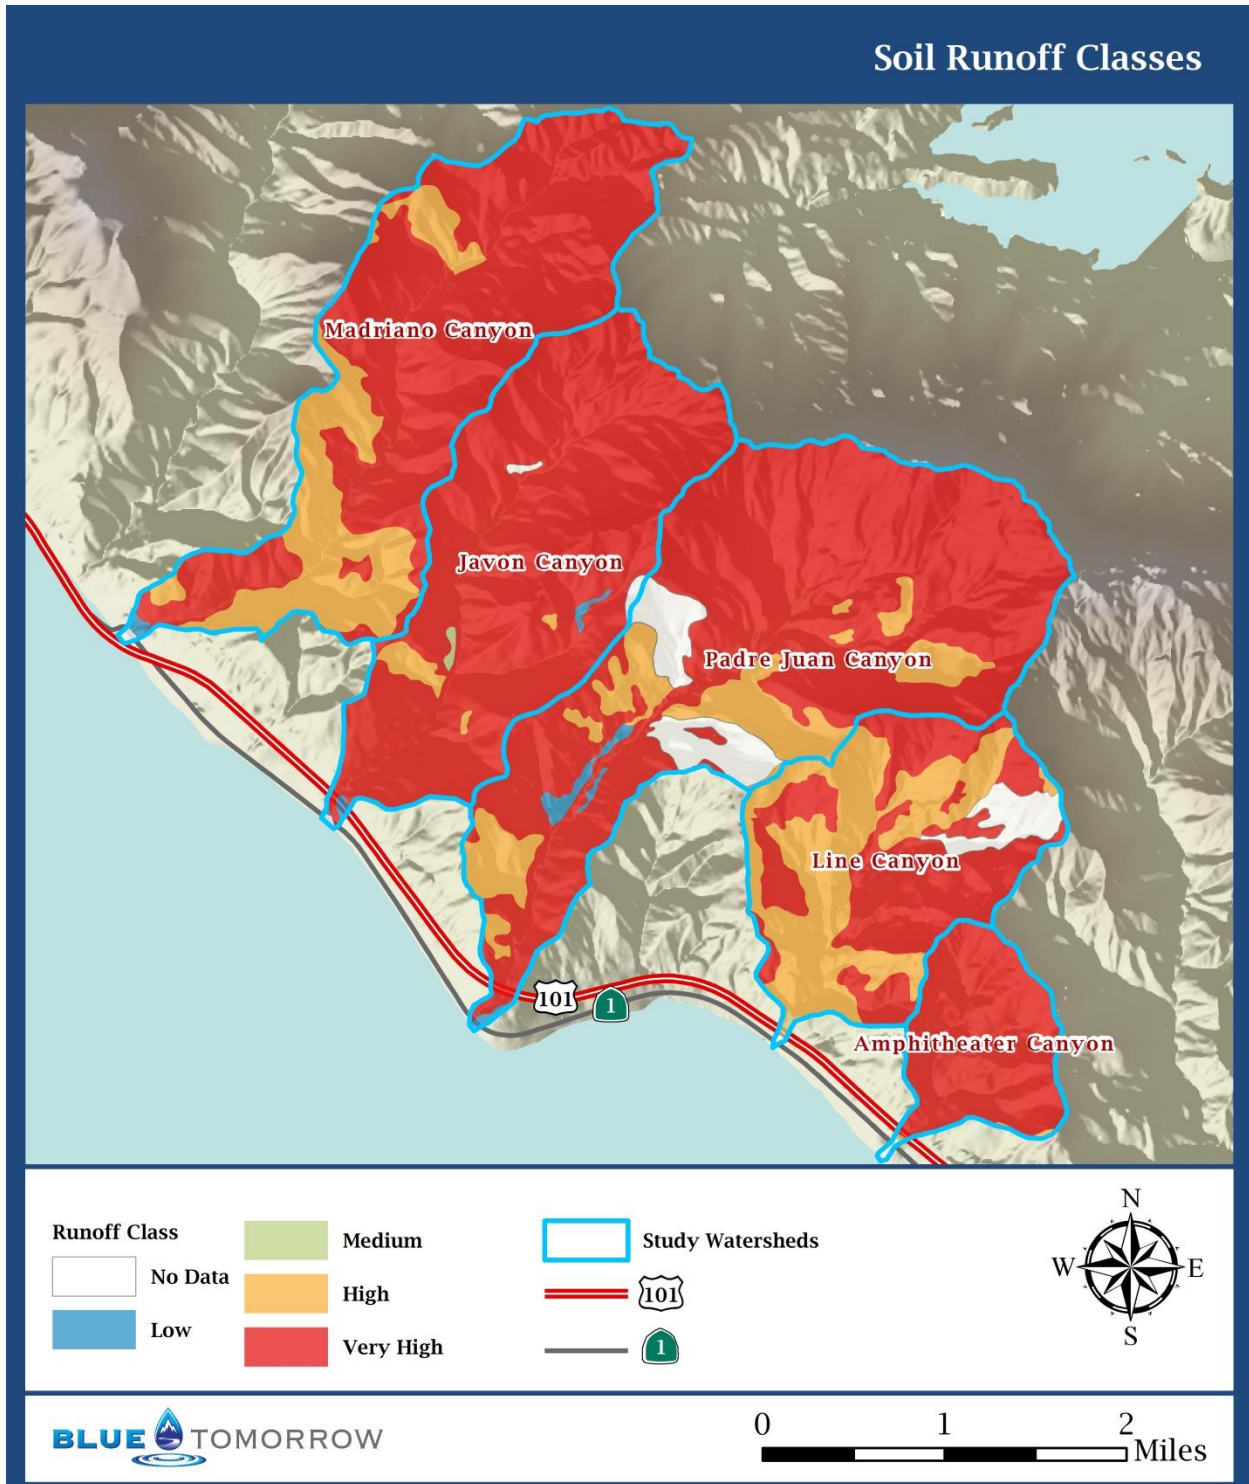 Soil Runoff Classes
Madriano Canyon
Javon Canyon
Padre Juan Canyon
Line Canyon
101
1
Amphitheater Canyon
Runoff Class
No Data
Low
Medium
High
Very High
Study Watersheds
101
1
N
W E
S
BLUE TOMORROW
0 1 2
Miles